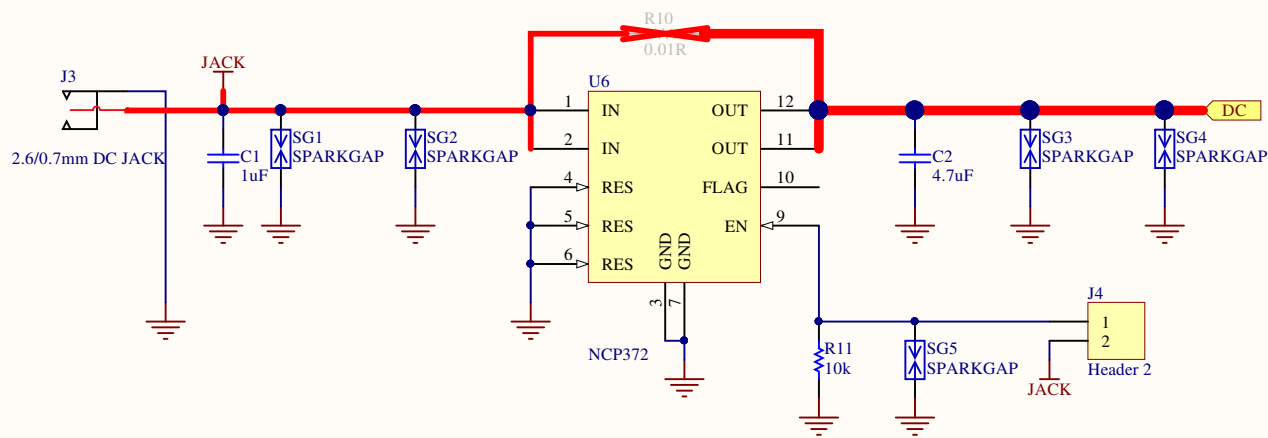 R10
0.01R
J3
JACK
U6
1
IN
OUT
12
DC
2
IN
OUT
11
SG1
SPARKGAP
SG2
SPARKGAP
SG3
SPARKGAP
SG4
SPARKGAP
2.6/0.7mm DC JACK
C1
1uF
C2
4.7uF
4
RES
FLAG
10
5
RES
EN
9
6
RES
GND
GND
3
7
J4
1
2
Header 2
JACK
NCP372
R11
10k
SG5
SPARKGAP